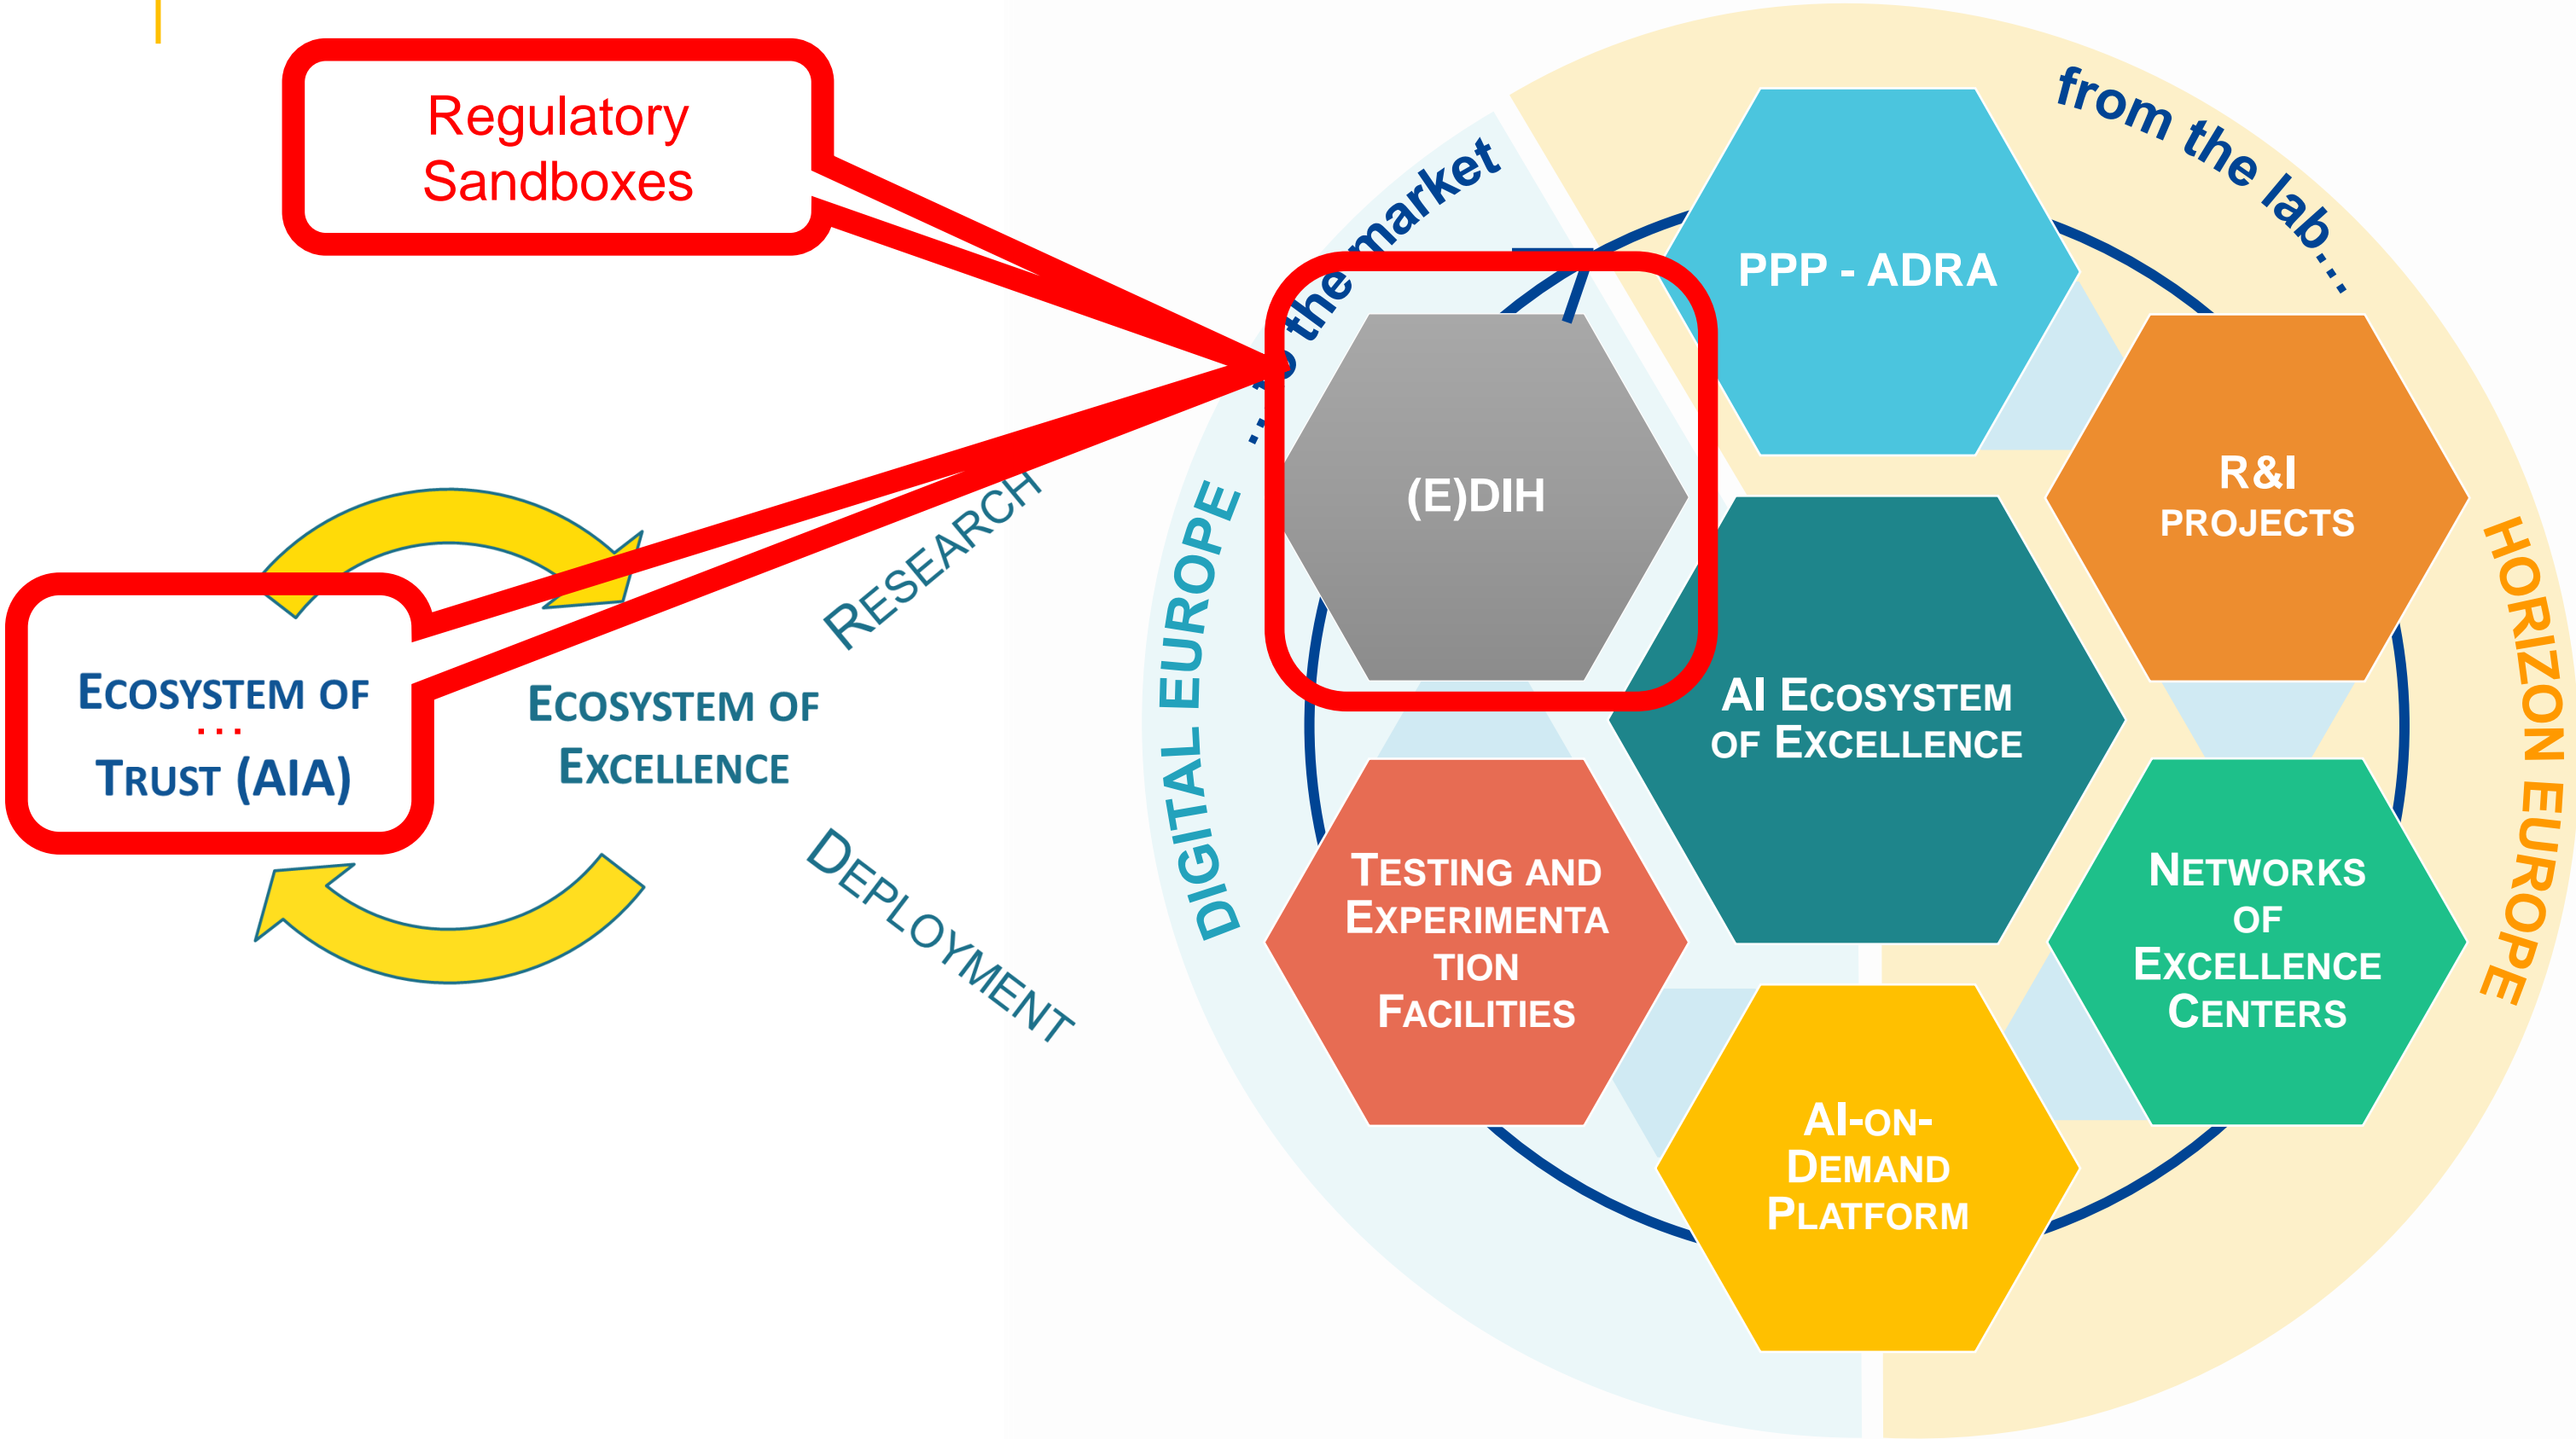 Regulatory
Sandboxes
ECOSYSTEM OF
...
TRUST (AIA)
ECOSYSTEM OF
EXCELLENCE
RESEARCH
DEPLOYMENT
DIGITAL EUROPE
the market
from the lab...
HORIZON EUROPE
PPP - ADRA
(E)DIH
R&I
PROJECTS
AI ECOSYSTEM
OF EXCELLENCE
TESTING AND
EXPERIMENTA
TION
FACILITIES
NETWORKS
OF
EXCELLENCE
CENTERS
AI-ON-
DEMAND
PLATFORM